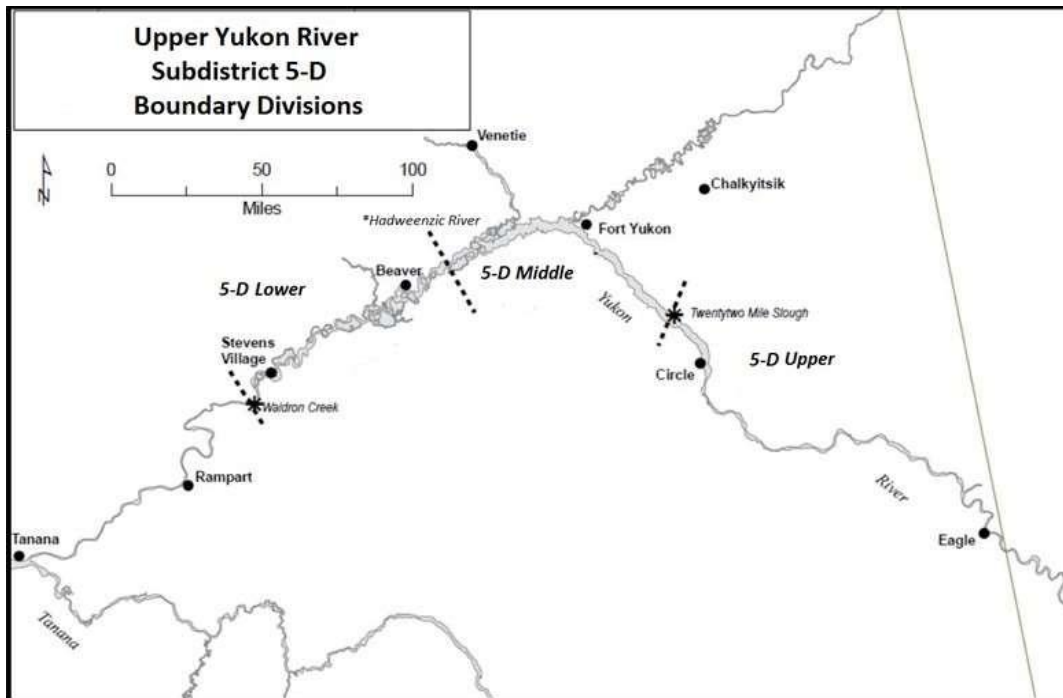 Upper Yukon River
Subdistrict 5-D
Boundary Divisions
N
0
50
100
Miles
Venetie
Chalkyitsik
*Hadweenzic River
Fort Yukon
Beaver
5-D Middle
5-D Lower
Yukon
Twentytwo Mile Slough
Stevens
Village
5-D Upper
Circle
Waldron Creek
Rampart
River
Eagle
Tanana
Tanana